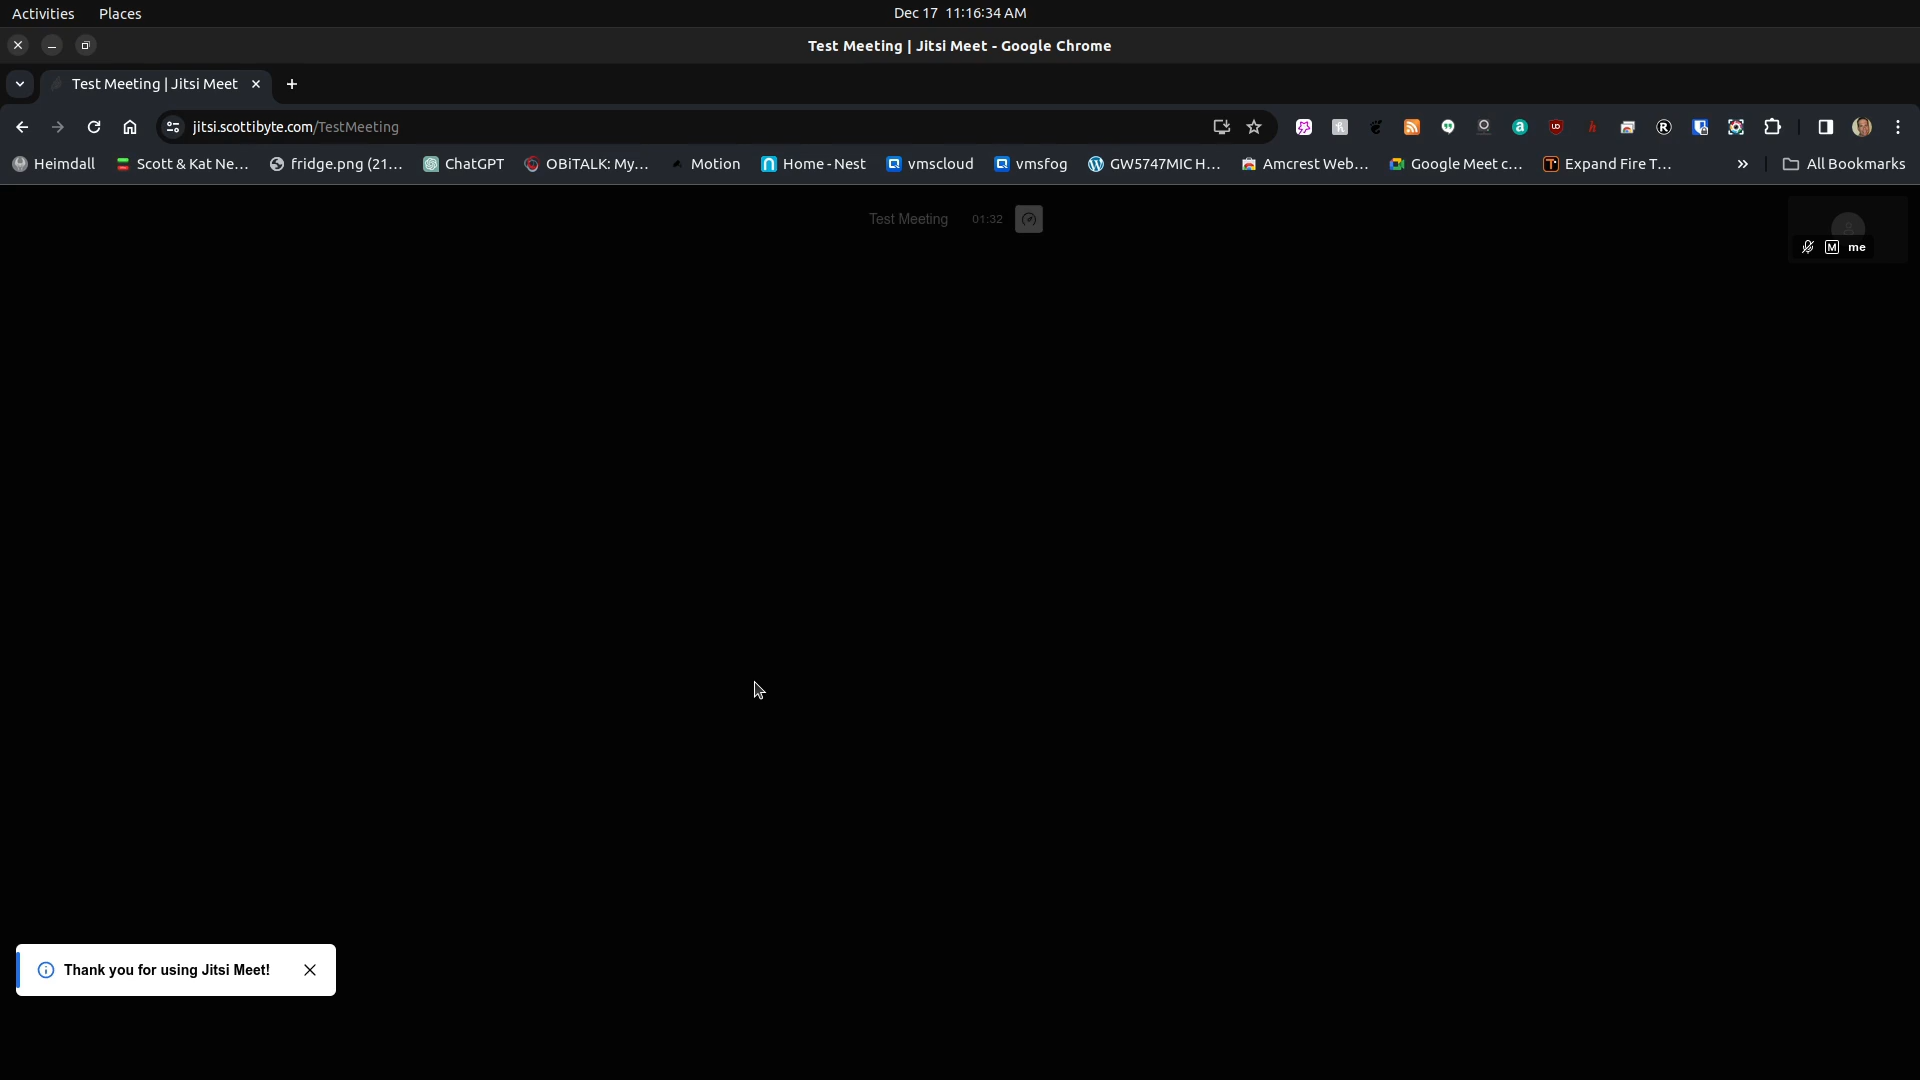 Activities Places Dec 17 11:16:34 AM
Test Meeting | Jitsi Meet - Google Chrome
Test Meeting | Jitsi Meet
jitsi.scottibyte.com/TestMeeting
Heimdall Scott & Kat Ne... fridge.png (21... ChatGPT OBiTALK: My... Motion Home - Nest vmscloud vmsfog GW5747MIC H... Amcrest Web... Google Meet c... Expand Fire T... » All Bookmarks
Test Meeting 01:32
M me
Thank you for using Jitsi Meet!